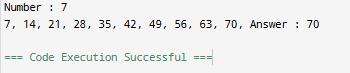 Number : 7
7, 14, 21, 28, 35, 42, 49, 56, 63, 70, Answer : 70
=== Code Execution Successful ===